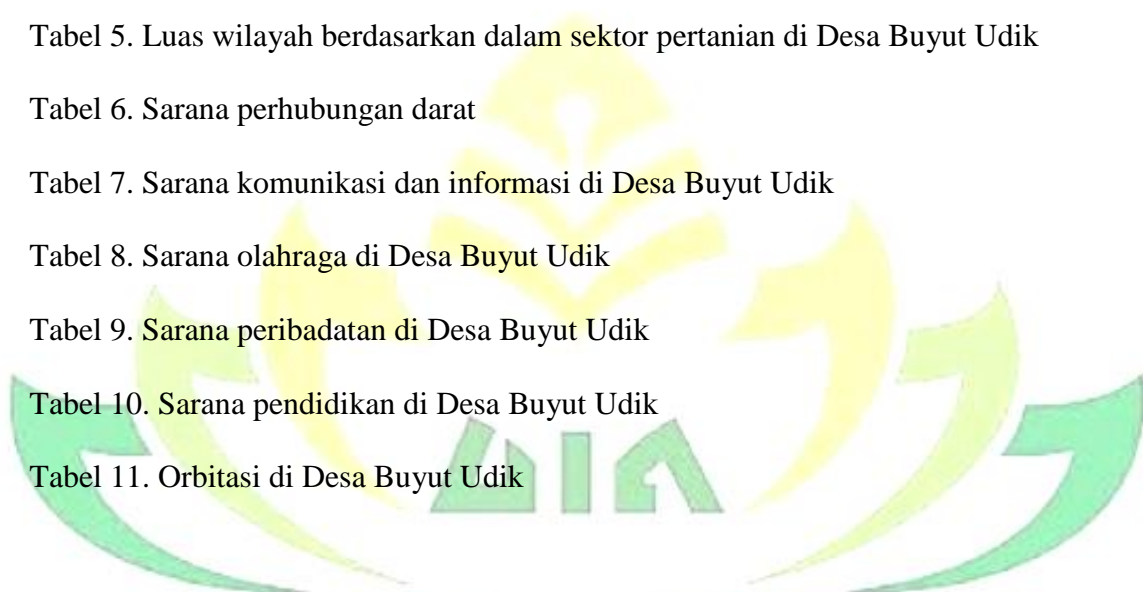 Tabel 5. Luas wilayah berdasarkan dalam sektor pertanian di Desa Buyut Udik
Tabel 6. Sarana perhubungan darat
Tabel 7. Sarana komunikasi dan informasi di Desa Buyut Udik
Tabel 8. Sarana olahraga di Desa Buyut Udik
Tabel 9. Sarana peribadatan di Desa Buyut Udik
Tabel 10. Sarana pendidikan di Desa Buyut Udik
Tabel 11. Orbitasi di Desa Buyut Udik